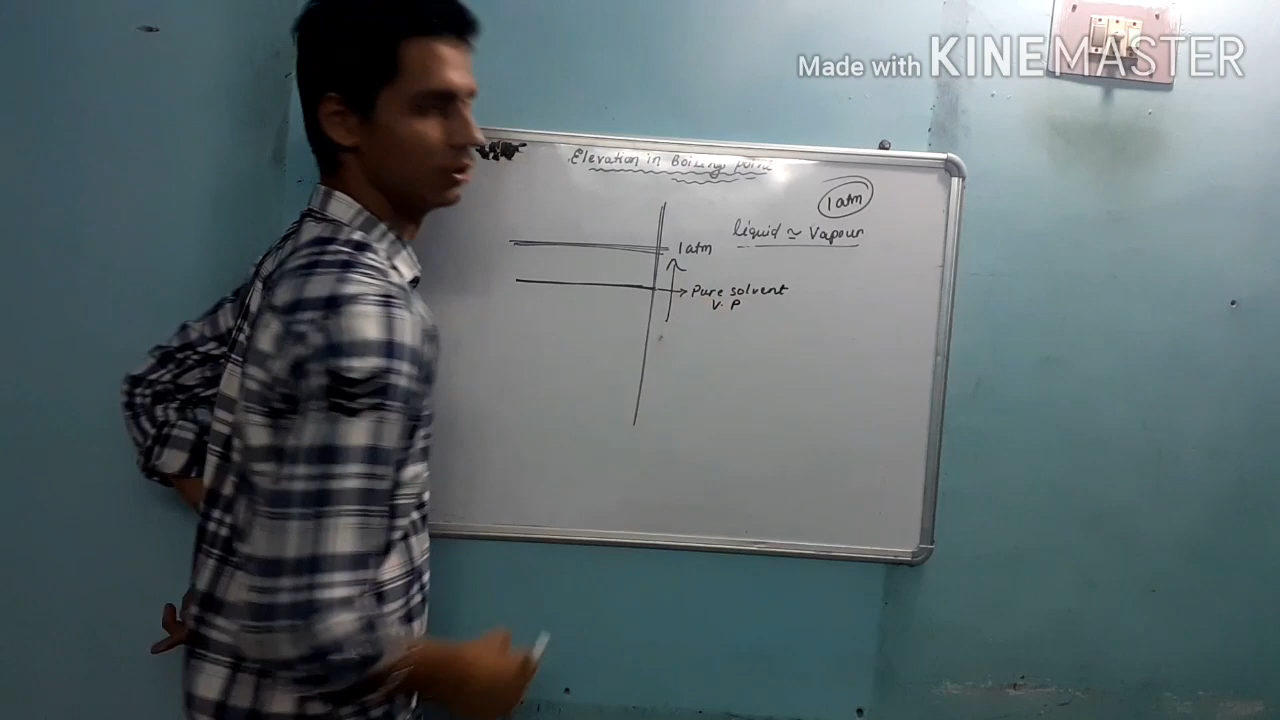 Made with KINEMASTER
Elevation in Boiling point
1 atm
liquid ≃ Vapour
1 atm
Pure solvent
V. P